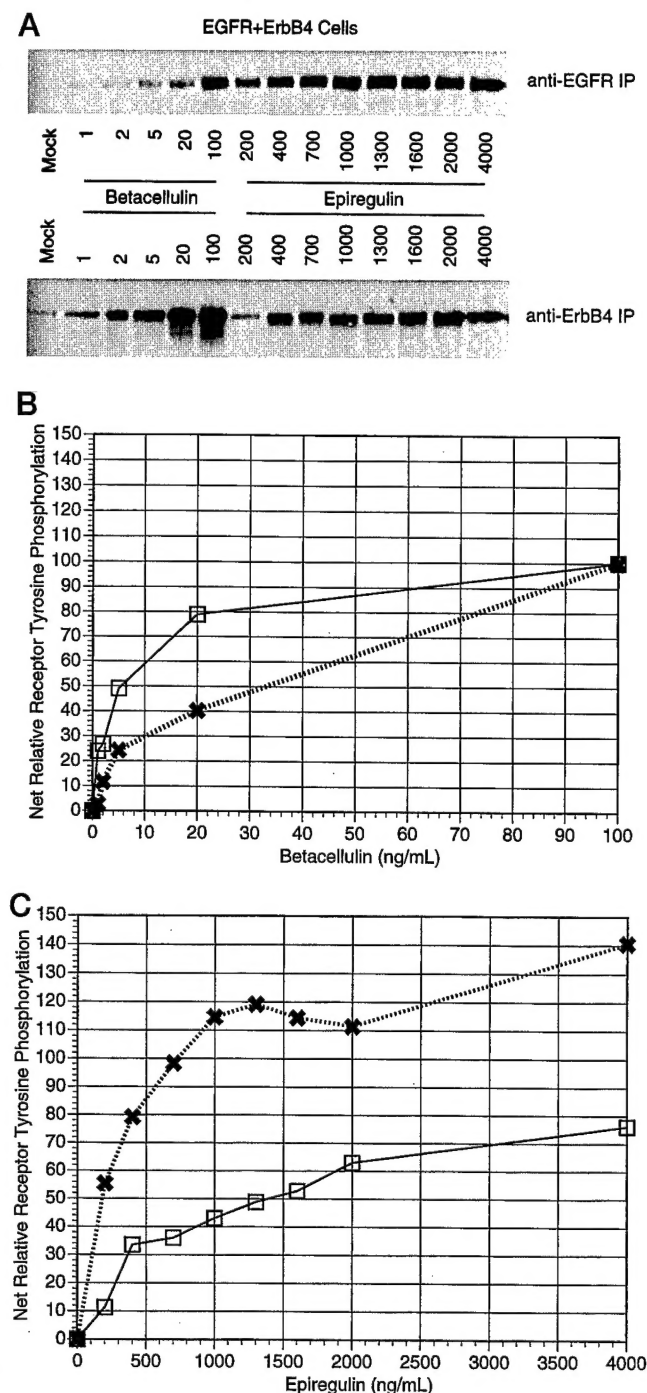 A
EGFR+ErbB4 Cells
anti-EGFR IP
Mock 1 2 5 20 100 200 400 700 1000 1300 1600 2000 4000
Betacellulin Epiregulin
Mock 1 2 5 20 100 200 400 700 1000 1300 1600 2000 4000
anti-ErbB4 IP
B
Net Relative Receptor Tyrosine Phosphorylation
150
140
130
120
110
100
90
80
70
60
50
40
30
20
10
0
0 10 20 30 40 50 60 70 80 90 100
Betacellulin (ng/mL)
C
Net Relative Receptor Tyrosine Phosphorylation
150
140
130
120
110
100
90
80
70
60
50
40
30
20
10
0
0 500 1000 1500 2000 2500 3000 3500 4000
Epiregulin (ng/mL)